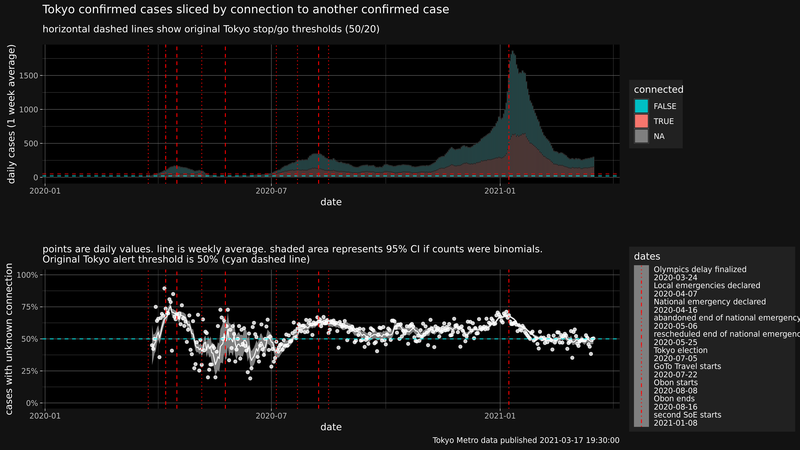 Tokyo confirmed cases sliced by connection to another confirmed case
horizontal dashed lines show original Tokyo stop/go thresholds (50/20)
daily cases (1 week average)
1500
1000
500
0
2020-01
2020-07
2021-01
date
connected
FALSE
TRUE
NA
points are daily values. line is weekly average. shaded area represents 95% CI if counts were binomials.
Original Tokyo alert threshold is 50% (cyan dashed line)
cases with unknown connection
100%
75%
50%
25%
0%
2020-01
2020-07
2021-01
date
dates
Olympics delay finalized
2020-03-24
Local emergencies declared
2020-04-07
National emergency declared
2020-04-16
abandoned end of national emergency
2020-05-06
rescheduled end of national emergenc
2020-05-25
Tokyo election
2020-07-05
GoTo Travel starts
2020-07-22
Obon starts
2020-08-08
Obon ends
2020-08-16
second SoE starts
2021-01-08
Tokyo Metro data published 2021-03-17 19:30:00